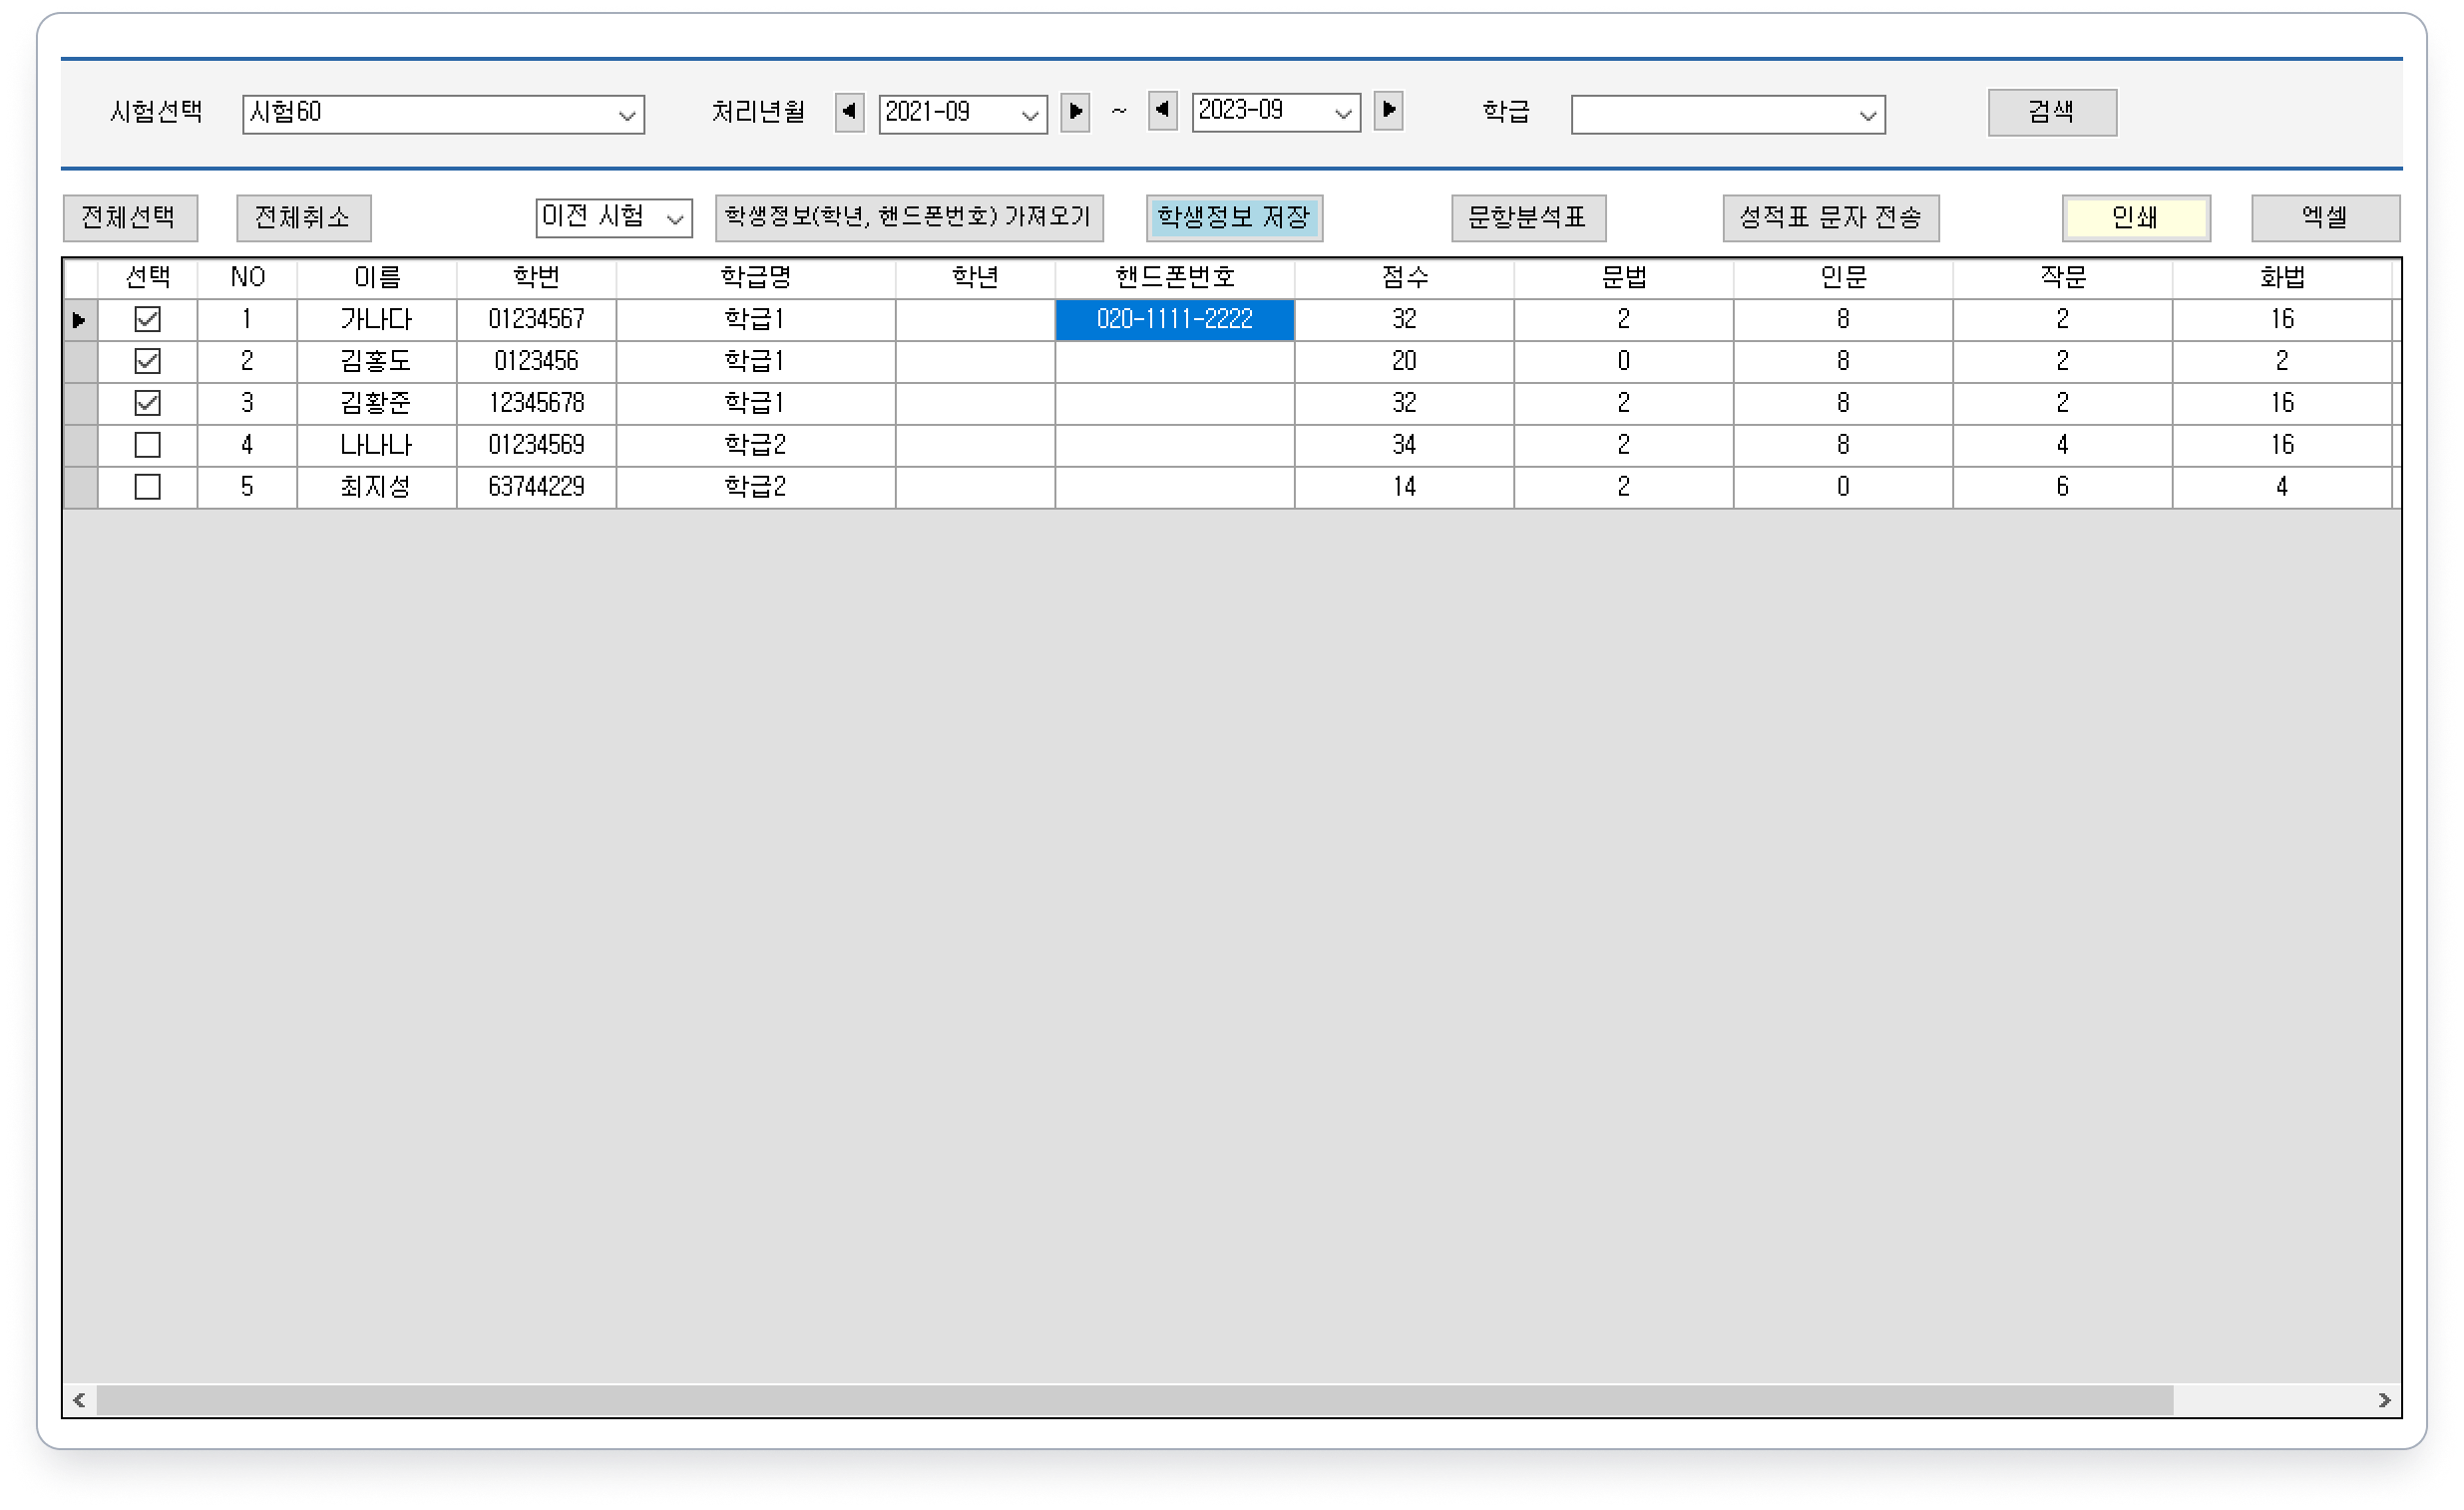 시험선택 시험60 처리년월 2021-09 ~ 2023-09 학급 검색
전체선택 전체취소 이전 시험 학생정보(학년, 핸드폰번호) 가져오기 학생정보 저장 문항분석표 성적표 문자 전송 인쇄 엑셀
선택 NO 이름 학번 학급명 학년 핸드폰번호 점수 문법 인문 작문 화법
1 가나다 01234567 학급1 020-1111-2222 32 2 8 2 16
2 김홍도 0123456 학급1 20 0 8 2 2
3 김황준 12345678 학급1 32 2 8 2 16
4 나나나 01234569 학급2 34 2 8 4 16
5 최지성 63744229 학급2 14 2 0 6 4